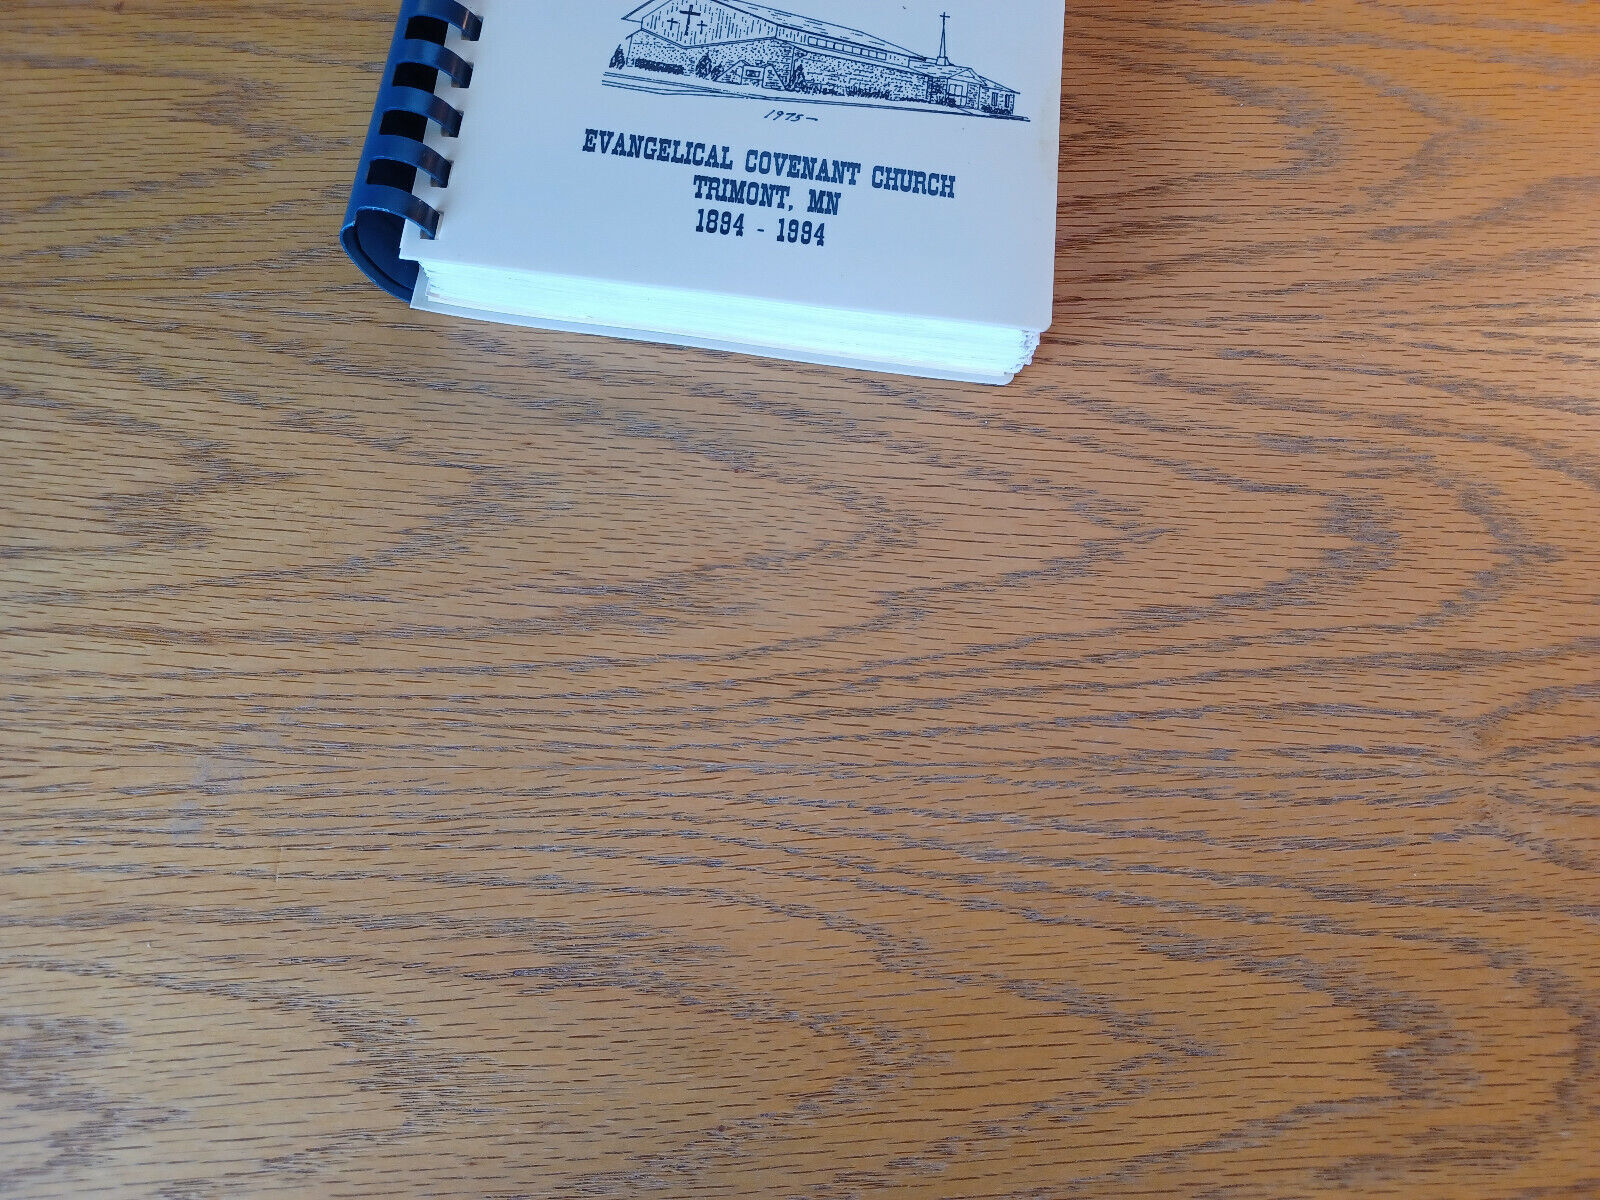 1975–
EVANGELICAL COVENANT CHURCH
TRIMONT, MN
1894 - 1994